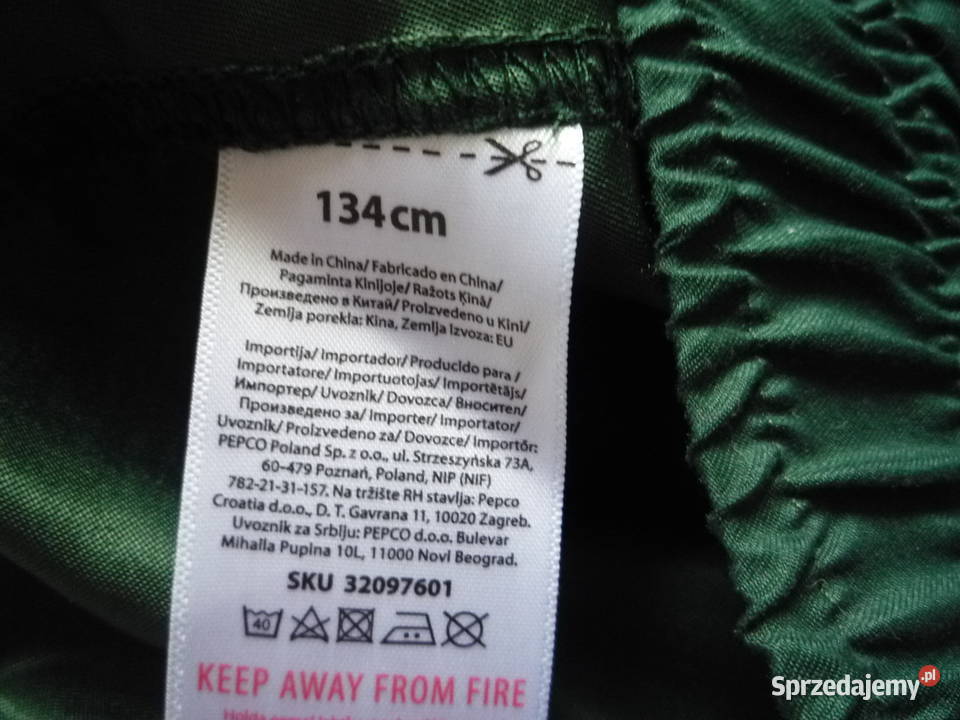 134cm
Made in China/ Fabricado en China/
Pagaminta Kinijoje/ Ražots Ķīnā/
Произведено в Китай/ Proizvedeno u Kini/
Zemlja porekla: Kina, Zemlja izvoza: EU
Importija/ Importador/ Producido para /
Importatore/ Importuotojas/ Importētājs/
Импортер/ Uvoznik/ Dovozca/ Вносител/
Произведено за/ Importer/ Importator/
Uvoznik/ Proizvedeno za/ Dovozce/ Importőr:
PEPCO Poland Sp. z o.o., ul. Strzeszyńska 73A,
60-479 Poznań, Poland, NIP (NIF)
782-21-31-157. Na tržište RH stavlja: Pepco
Croatia d.o.o., D. T. Gavrana 11, 10020 Zagreb.
Uvoznik za Srbiju: PEPCO d.o.o. Bulevar
Mihaila Pupina 10L, 11000 Novi Beograd.
SKU 32097601
40
KEEP AWAY FROM FIRE
Sprzedajemy.pl